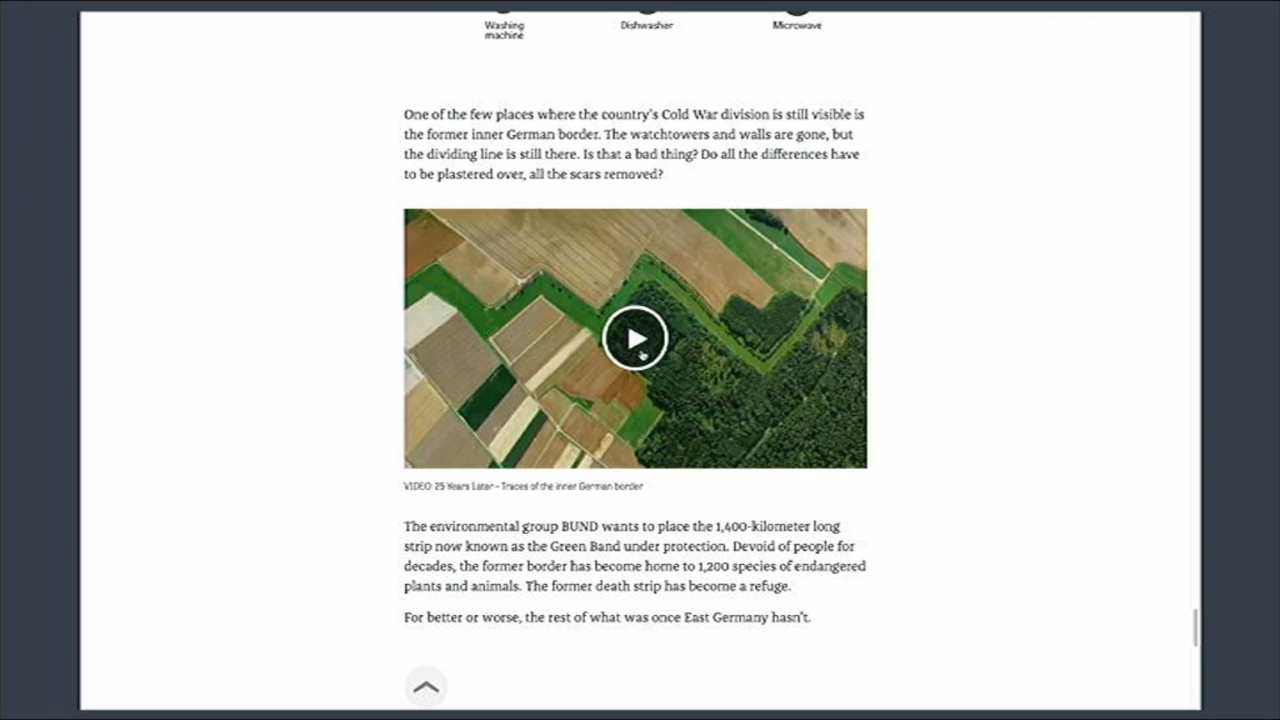 Washing
machine
Dishwasher
Microwave
One of the few places where the country's Cold War division is still visible is
the former inner German border. The watchtowers and walls are gone, but
the dividing line is still there. Is that a bad thing? Do all the differences have
to be plastered over, all the scars removed?
VIDEO: 25 Years Later – Traces of the inner German border
The environmental group BUND wants to place the 1,400-kilometer long
strip now known as the Green Band under protection. Devoid of people for
decades, the former border has become home to 1,200 species of endangered
plants and animals. The former death strip has become a refuge.
For better or worse, the rest of what was once East Germany hasn't.